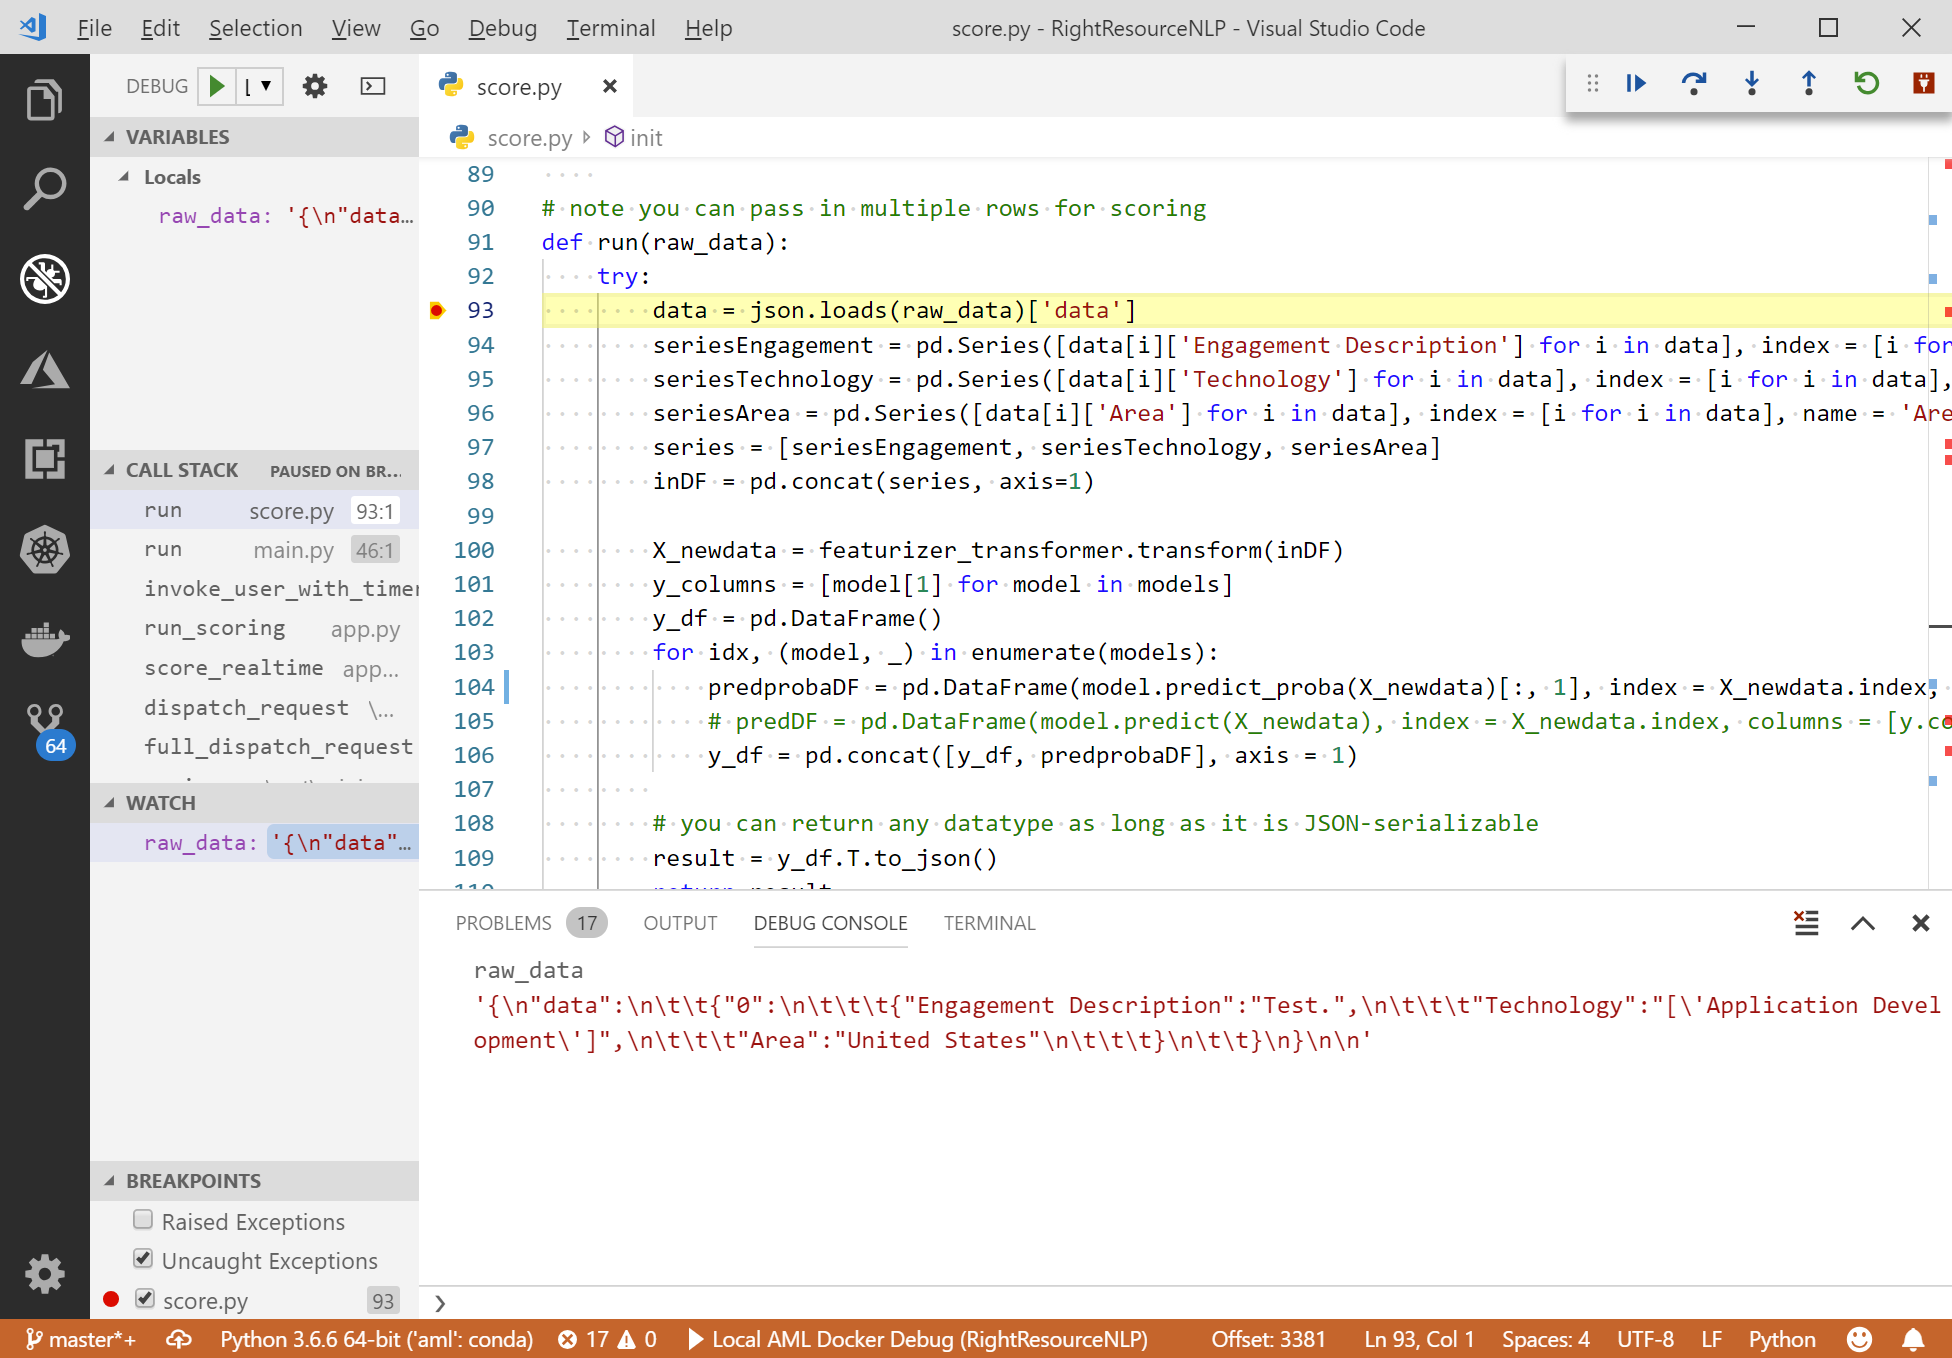 File Edit Selection View Go Debug Terminal Help score.py - RightResourceNLP - Visual Studio Code
DEBUG
score.py
VARIABLES
Locals
raw_data: '{\n"data...
CALL STACK PAUSED ON BR...
run score.py 93:1
run main.py 46:1
invoke_user_with_timer
run_scoring app.py
score_realtime app...
dispatch_request \...
full_dispatch_request
WATCH
raw_data: '{\n"data"...
BREAKPOINTS
Raised Exceptions
Uncaught Exceptions
score.py 93
64
score.py init
89
90 # note you can pass in multiple rows for scoring
91 def run(raw_data):
92 try:
93 data = json.loads(raw_data)['data']
94 seriesEngagement = pd.Series([data[i]['Engagement Description'] for i in data], index = [i for
95 seriesTechnology = pd.Series([data[i]['Technology'] for i in data], index = [i for i in data],
96 seriesArea = pd.Series([data[i]['Area'] for i in data], index = [i for i in data], name = 'Are
97 series = [seriesEngagement, seriesTechnology, seriesArea]
98 inDF = pd.concat(series, axis=1)
99
100 X_newdata = featurizer_transformer.transform(inDF)
101 y_columns = [model[1] for model in models]
102 y_df = pd.DataFrame()
103 for idx, (model, _) in enumerate(models):
104 predprobaDF = pd.DataFrame(model.predict_proba(X_newdata)[:, 1], index = X_newdata.index,
105 # predDF = pd.DataFrame(model.predict(X_newdata), index = X_newdata.index, columns = [y.co
106 y_df = pd.concat([y_df, predprobaDF], axis = 1)
107
108 # you can return any datatype as long as it is JSON-serializable
109 result = y_df.T.to_json()
110 return result
PROBLEMS 17 OUTPUT DEBUG CONSOLE TERMINAL
raw_data
'{\n"data":\n\t\t{"0":\n\t\t\t{"Engagement Description":"Test.",\n\t\t\t"Technology":"[\'Application Devel
opment\']",\n\t\t\t"Area":"United States"\n\t\t\t}\n\t\t}\n}\n\n'
master*+ Python 3.6.6 64-bit ('aml': conda) 17 0 Local AML Docker Debug (RightResourceNLP) Offset: 3381 Ln 93, Col 1 Spaces: 4 UTF-8 LF Python